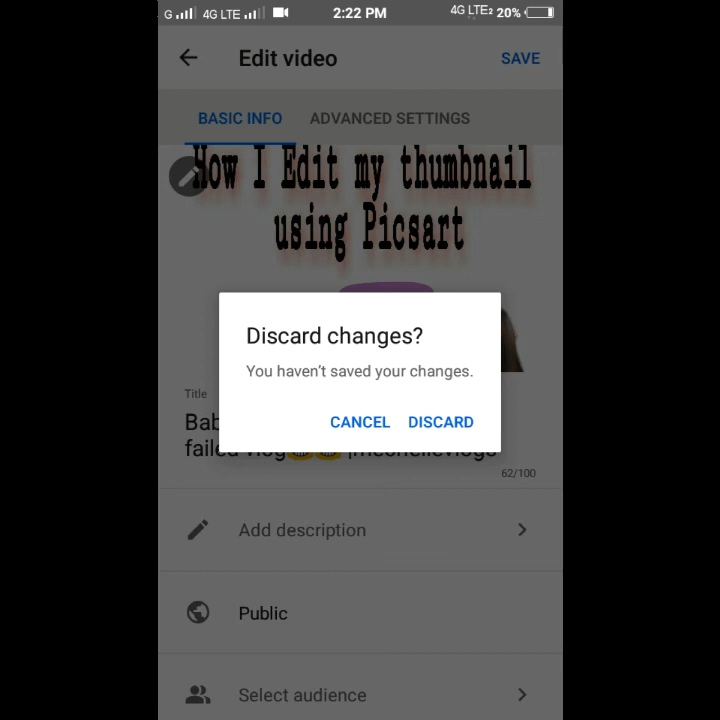 G 4G LTE 2:22 PM 4G LTE2 20%
Edit video SAVE
BASIC INFO ADVANCED SETTINGS
How I Edit my thumbnail
using Picsart
Discard changes?
You haven't saved your changes.
CANCEL DISCARD
Title
failed vlog😂😂
62/100
Add description
Public
Select audience